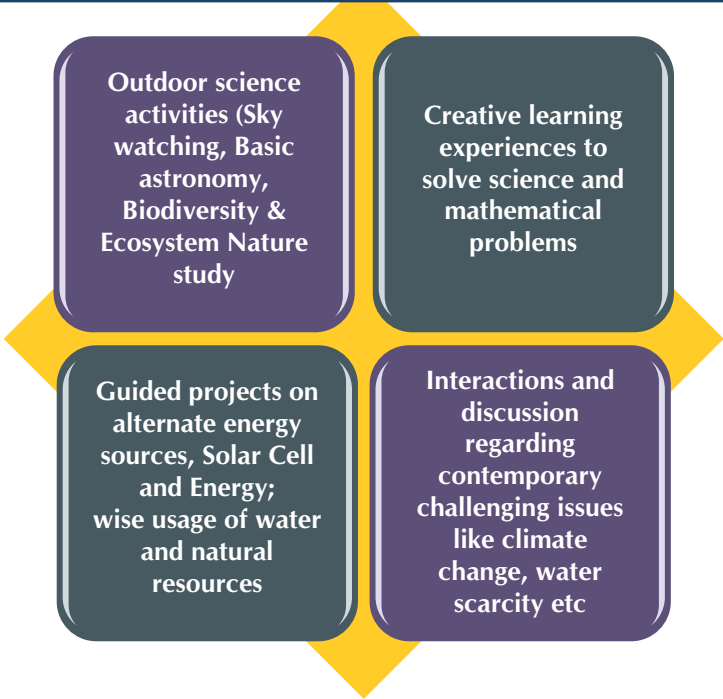 Outdoor science
activities (Sky
watching, Basic
astronomy,
Biodiversity &
Ecosystem Nature
study
Creative learning
experiences to
solve science and
mathematical
problems
Guided projects on
alternate energy
sources, Solar Cell
and Energy;
wise usage of water
and natural
resources
Interactions and
discussion
regarding
contemporary
challenging issues
like climate
change, water
scarcity etc